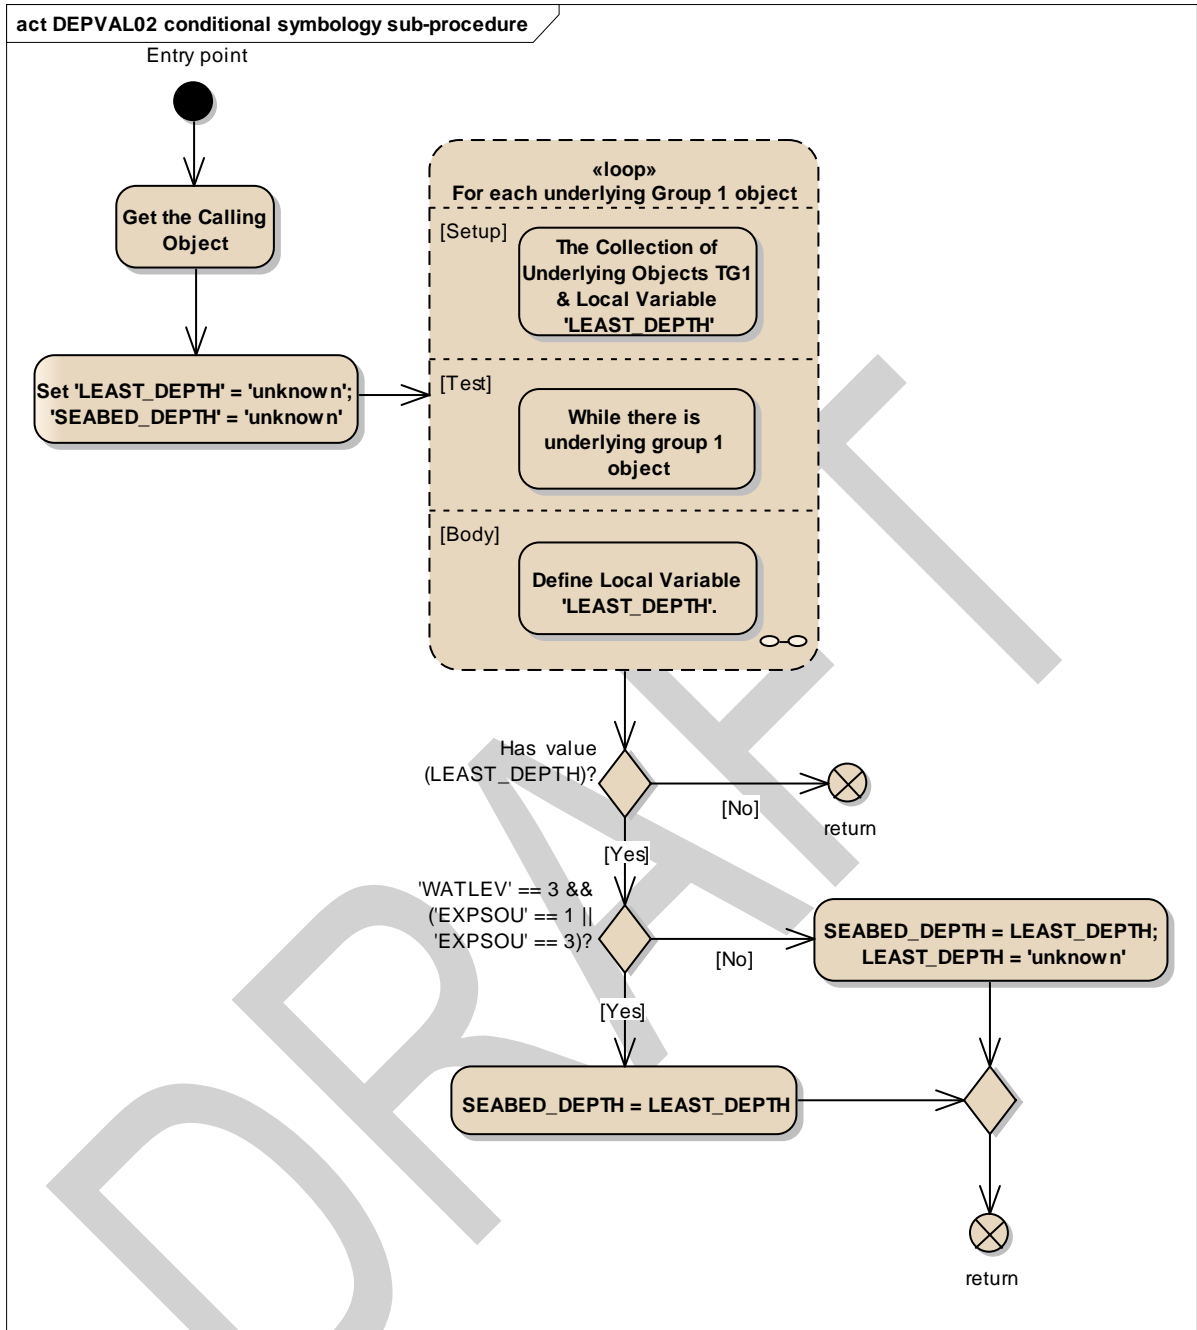 act DEPVAL02 conditional symbology sub-procedure
Entry point
Get the Calling
Object
Set 'LEAST_DEPTH' = 'unknown';
'SEABED_DEPTH' = 'unknown'
«loop»
For each underlying Group 1 object
[Setup]
The Collection of
Underlying Objects TG1
& Local Variable
'LEAST_DEPTH'
[Test]
While there is
underlying group 1
object
[Body]
Define Local Variable
'LEAST_DEPTH'.
Has value
(LEAST_DEPTH)?
[No]
return
[Yes]
'WATLEV' == 3 &&
('EXPSOU' == 1 ||
'EXPSOU' == 3)?
[No]
SEABED_DEPTH = LEAST_DEPTH;
LEAST_DEPTH = 'unknown'
[Yes]
SEABED_DEPTH = LEAST_DEPTH
return
DRAFT